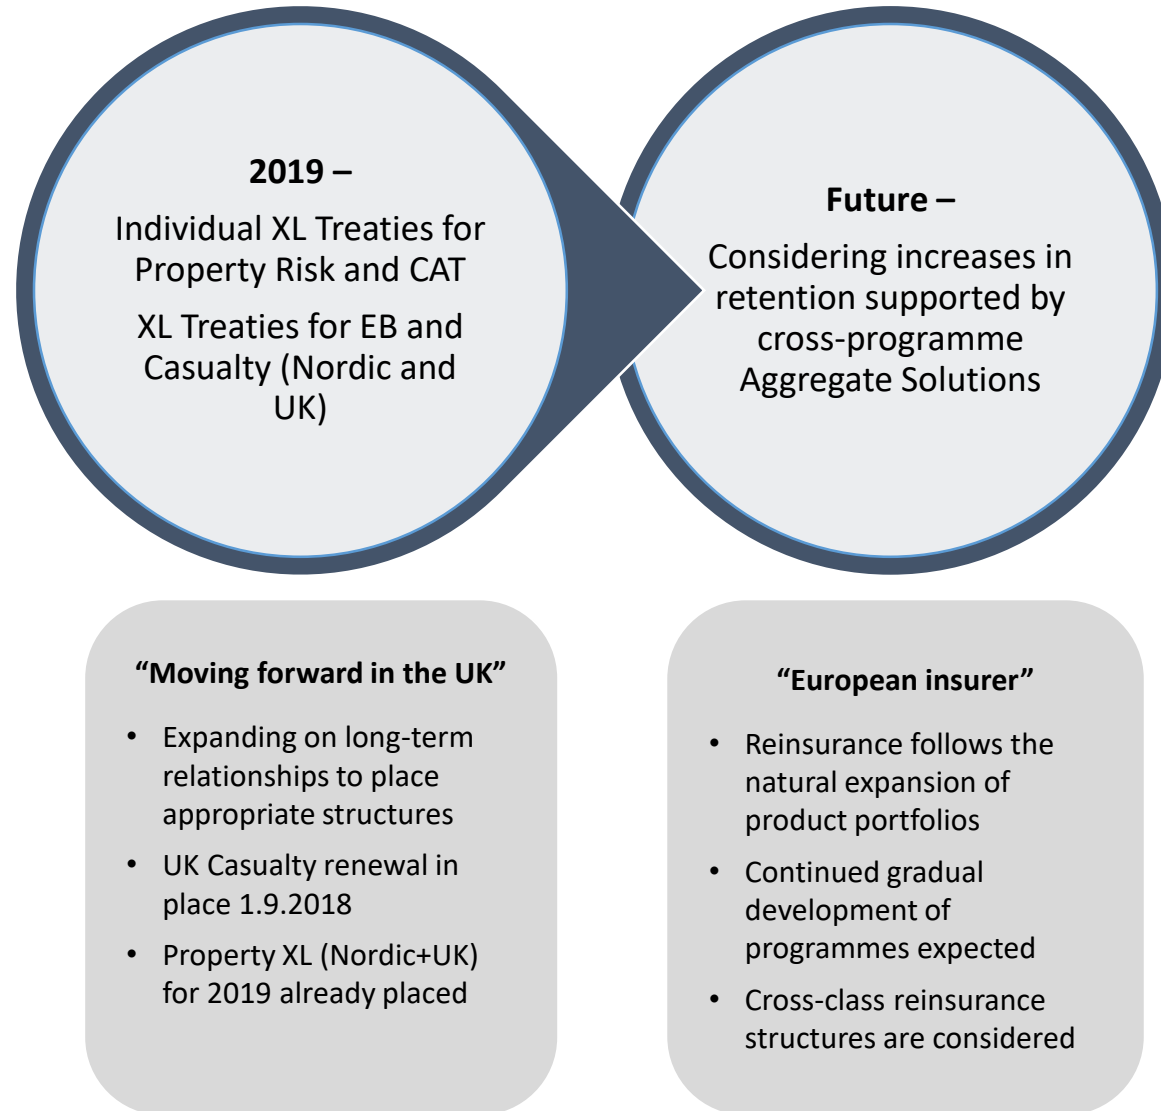 2019 –
Individual XL Treaties for
Property Risk and CAT
XL Treaties for EB and
Casualty (Nordic and
UK)
Future –
Considering increases in
retention supported by
cross-programme
Aggregate Solutions
“Moving forward in the UK”
• Expanding on long-term
relationships to place
appropriate structures
• UK Casualty renewal in
place 1.9.2018
• Property XL (Nordic+UK)
for 2019 already placed
“European insurer”
• Reinsurance follows the
natural expansion of
product portfolios
• Continued gradual
development of
programmes expected
• Cross-class reinsurance
structures are considered